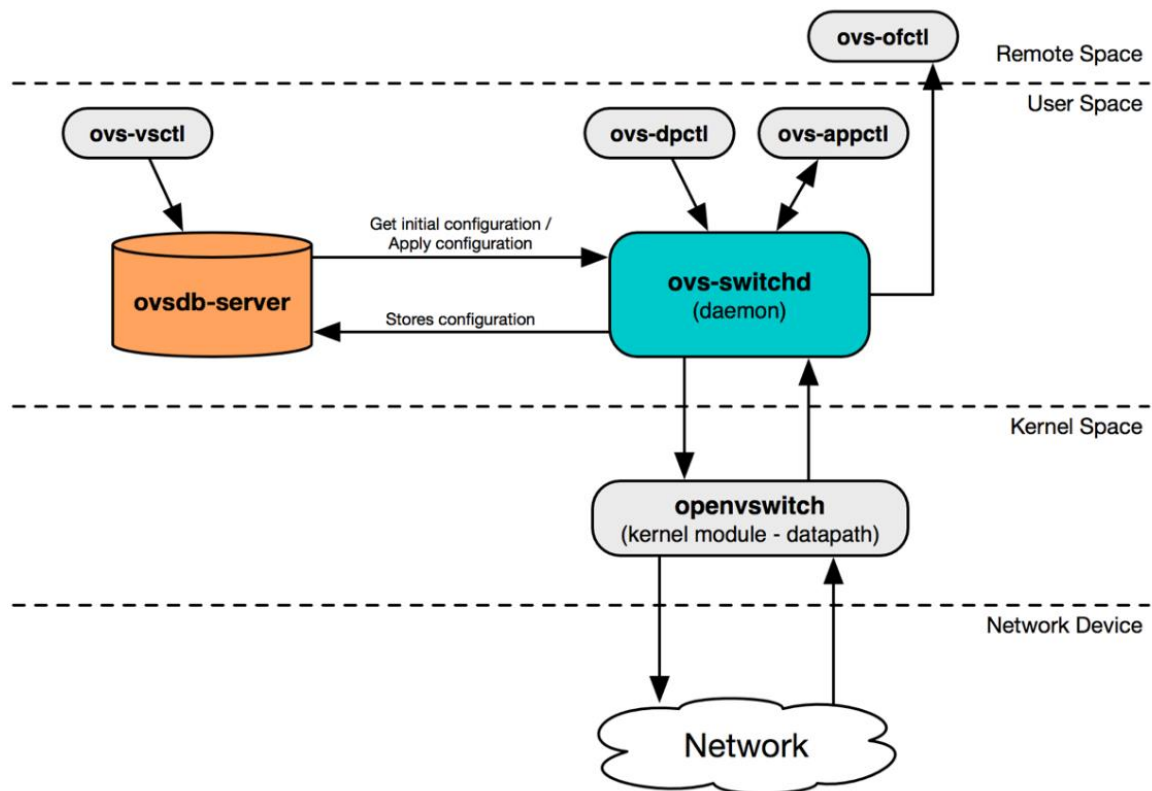 ovs-ofctl
Remote Space
User Space
ovs-vsctl
ovs-dpctl
ovs-appctl
Get initial configuration /
Apply configuration
ovsdb-server
ovs-switchd
(daemon)
Stores configuration
Kernel Space
openvswitch
(kernel module - datapath)
Network Device
Network